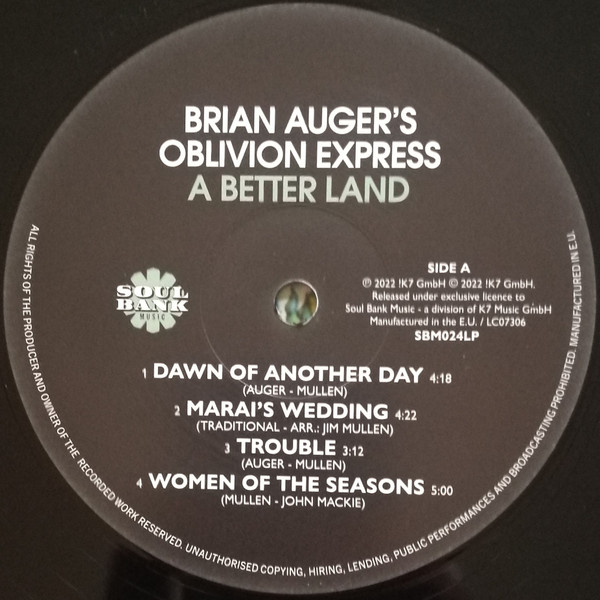 BRIAN AUGER'S
OBLIVION EXPRESS
A BETTER LAND
SOUL
BANK
MUSIC
SIDE A
℗ 2022 !K7 GmbH © 2022 !K7 GmbH.
Released under exclusive licence to
Soul Bank Music - a division of K7 Music GmbH
Manufactured in the E.U. / LC07306
SBM024LP
1 DAWN OF ANOTHER DAY 4:18
(AUGER - MULLEN)
2 MARAI'S WEDDING 4:22
(TRADITIONAL - ARR.: JIM MULLEN)
3 TROUBLE 3:12
(AUGER - MULLEN)
4 WOMEN OF THE SEASONS 5:00
(MULLEN - JOHN MACKIE)
ALL RIGHTS OF THE PRODUCER AND OWNER OF THE RECORDED WORK RESERVED. UNAUTHORISED COPYING, HIRING, LENDING, PUBLIC PERFORMANCES AND BROADCASTING PROHIBITED. MANUFACTURED IN E.U.